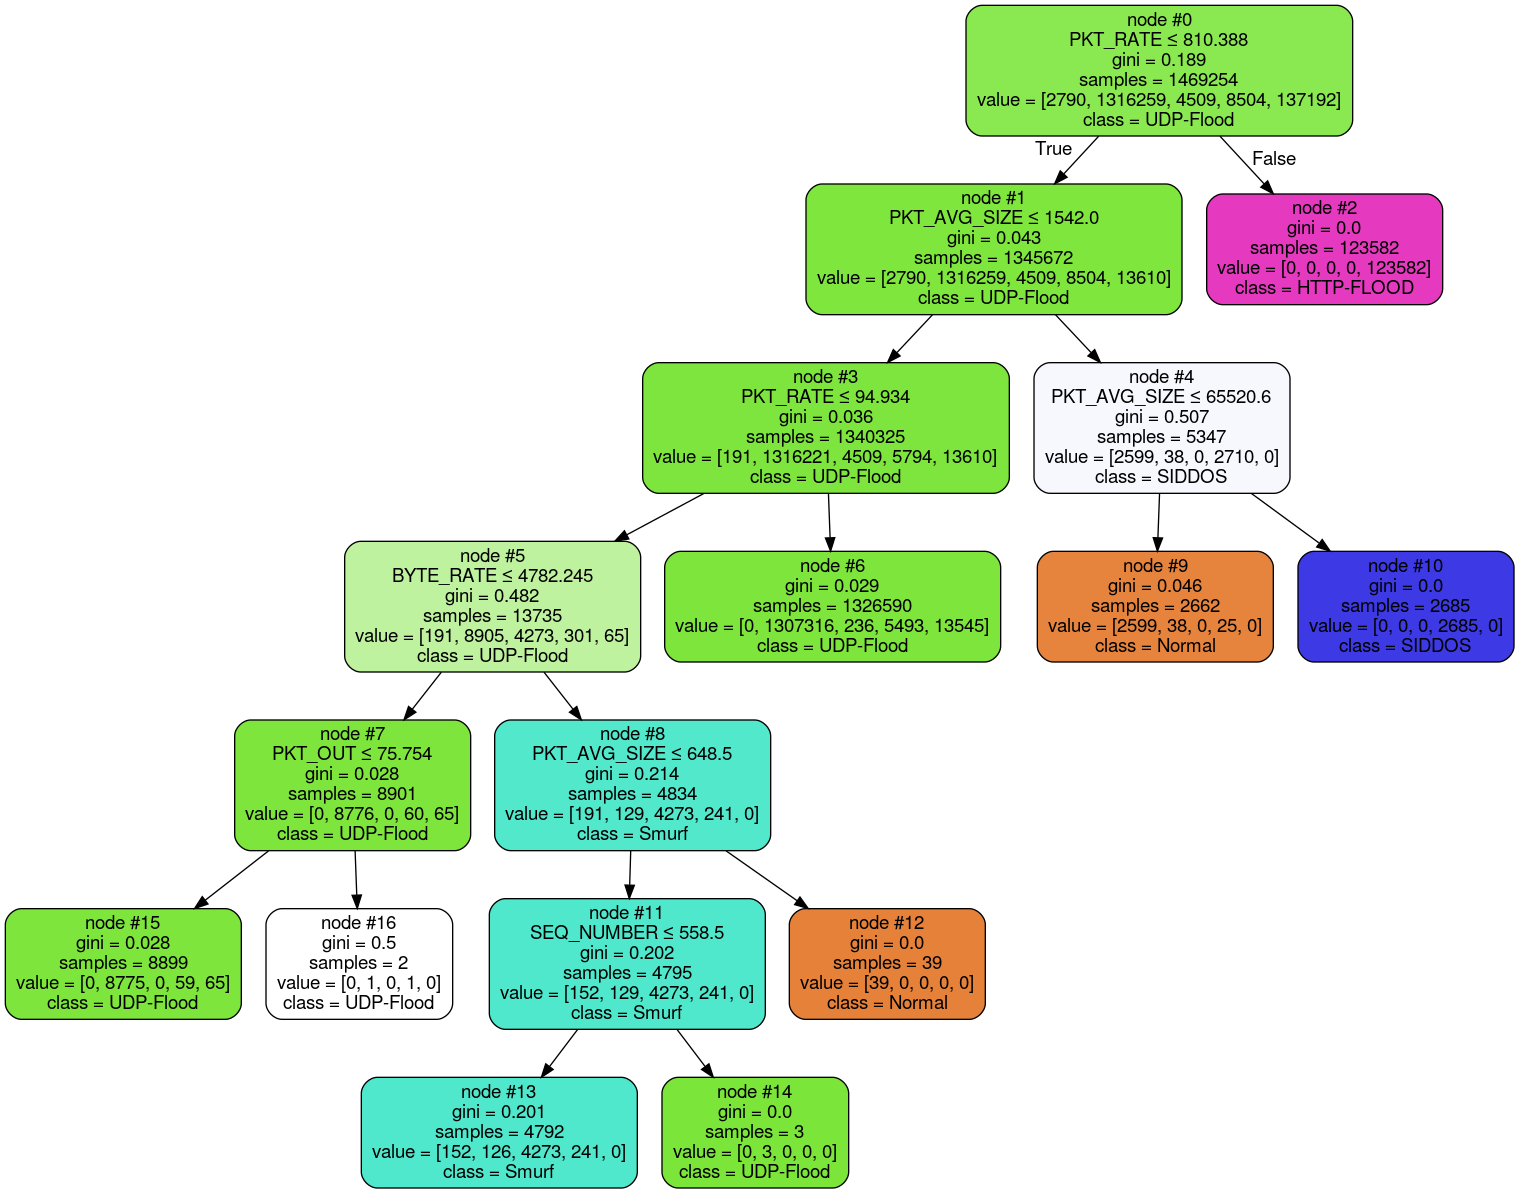 node #0
PKT_RATE ≤ 810.388
gini = 0.189
samples = 1469254
value = [2790, 1316259, 4509, 8504, 137192]
class = UDP-Flood
True
False
node #1
PKT_AVG_SIZE ≤ 1542.0
gini = 0.043
samples = 1345672
value = [2790, 1316259, 4509, 8504, 13610]
class = UDP-Flood
node #2
gini = 0.0
samples = 123582
value = [0, 0, 0, 0, 123582]
class = HTTP-FLOOD
node #3
PKT_RATE ≤ 94.934
gini = 0.036
samples = 1340325
value = [191, 1316221, 4509, 5794, 13610]
class = UDP-Flood
node #4
PKT_AVG_SIZE ≤ 65520.6
gini = 0.507
samples = 5347
value = [2599, 38, 0, 2710, 0]
class = SIDDOS
node #5
BYTE_RATE ≤ 4782.245
gini = 0.482
samples = 13735
value = [191, 8905, 4273, 301, 65]
class = UDP-Flood
node #6
gini = 0.029
samples = 1326590
value = [0, 1307316, 236, 5493, 13545]
class = UDP-Flood
node #9
gini = 0.046
samples = 2662
value = [2599, 38, 0, 25, 0]
class = Normal
node #10
gini = 0.0
samples = 2685
value = [0, 0, 0, 2685, 0]
class = SIDDOS
node #7
PKT_OUT ≤ 75.754
gini = 0.028
samples = 8901
value = [0, 8776, 0, 60, 65]
class = UDP-Flood
node #8
PKT_AVG_SIZE ≤ 648.5
gini = 0.214
samples = 4834
value = [191, 129, 4273, 241, 0]
class = Smurf
node #15
gini = 0.028
samples = 8899
value = [0, 8775, 0, 59, 65]
class = UDP-Flood
node #16
gini = 0.5
samples = 2
value = [0, 1, 0, 1, 0]
class = UDP-Flood
node #11
SEQ_NUMBER ≤ 558.5
gini = 0.202
samples = 4795
value = [152, 129, 4273, 241, 0]
class = Smurf
node #12
gini = 0.0
samples = 39
value = [39, 0, 0, 0, 0]
class = Normal
node #13
gini = 0.201
samples = 4792
value = [152, 126, 4273, 241, 0]
class = Smurf
node #14
gini = 0.0
samples = 3
value = [0, 3, 0, 0, 0]
class = UDP-Flood